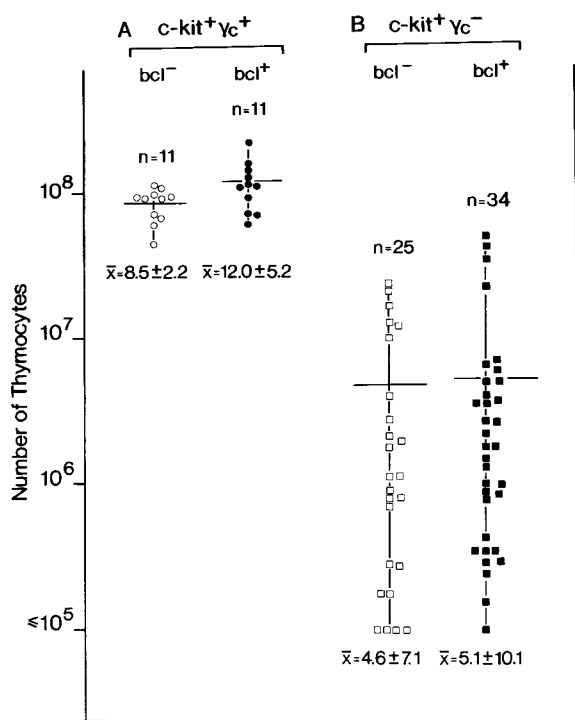 A c-kit⁺γc⁺
B c-kit⁺γc⁻
bcl⁻ bcl⁺ bcl⁻ bcl⁺
n=11
n=11
n=34
n=25
10⁸
x̄=8.5±2.2 x̄=12.0±5.2
10⁷
Number of Thymocytes
10⁶
≤10⁵
x̄=4.6±7.1 x̄=5.1±10.1